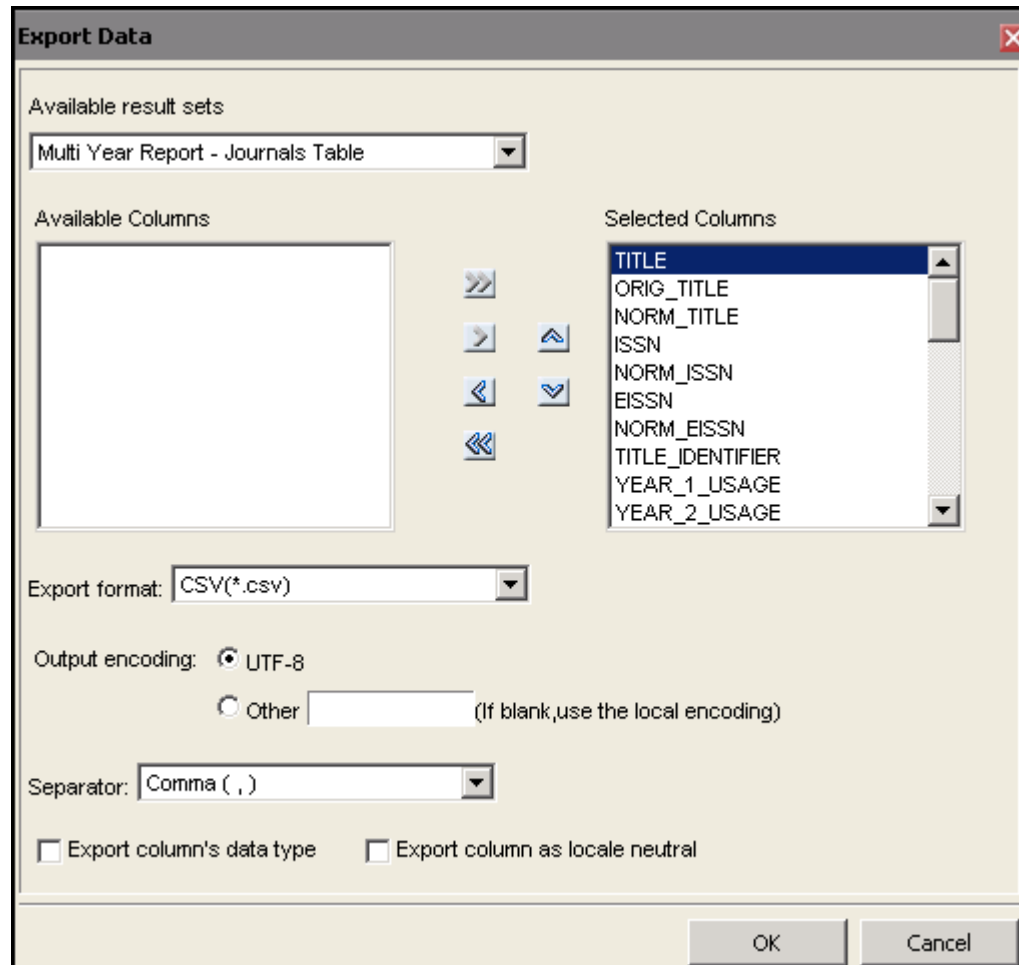 Export Data
Available result sets
Multi Year Report - Journals Table
Available Columns
Selected Columns
TITLE
ORIG_TITLE
NORM_TITLE
ISSN
NORM_ISSN
EISSN
NORM_EISSN
TITLE_IDENTIFIER
YEAR_1_USAGE
YEAR_2_USAGE
Export format: CSV(*.csv)
Output encoding: UTF-8
Other (If blank,use the local encoding)
Separator: Comma ( , )
Export column's data type Export column as locale neutral
OK Cancel